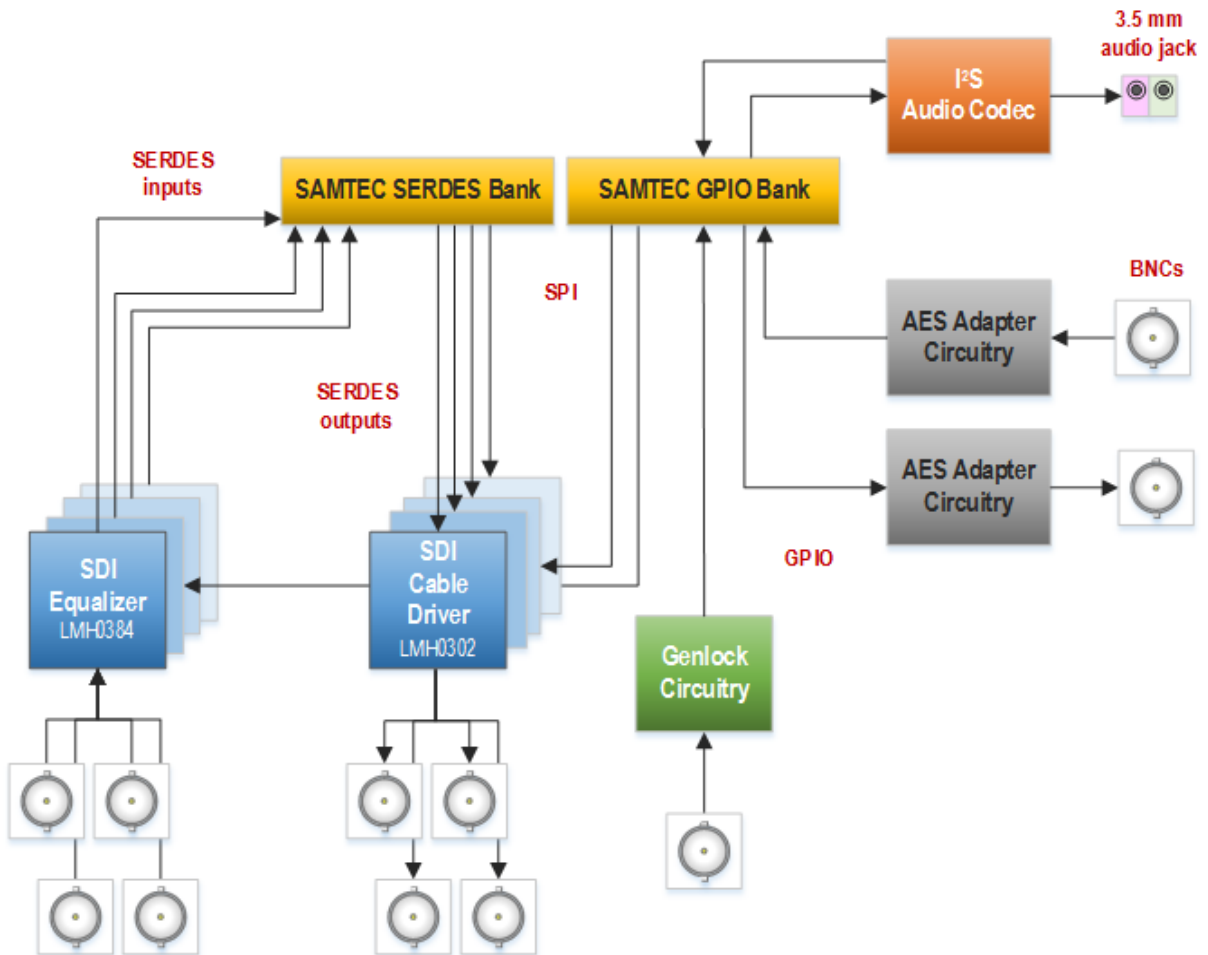 3.5 mm
audio jack
I²S
Audio Codec
SERDES
inputs
SAMTEC SERDES Bank
SAMTEC GPIO Bank
BNCs
SPI
AES Adapter
Circuitry
SERDES
outputs
AES Adapter
Circuitry
GPIO
SDI
Equalizer
LMH0384
SDI
Cable
Driver
LMH0302
Genlock
Circuitry